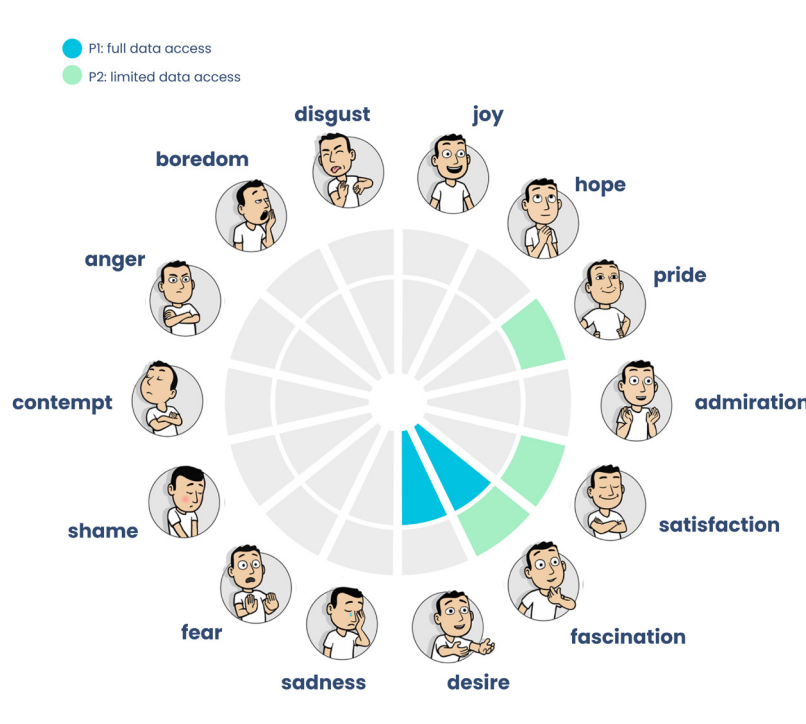 P1: full data access
P2: limited data access
disgust
joy
boredom
hope
anger
pride
contempt
admiration
shame
satisfaction
fear
fascination
sadness
desire